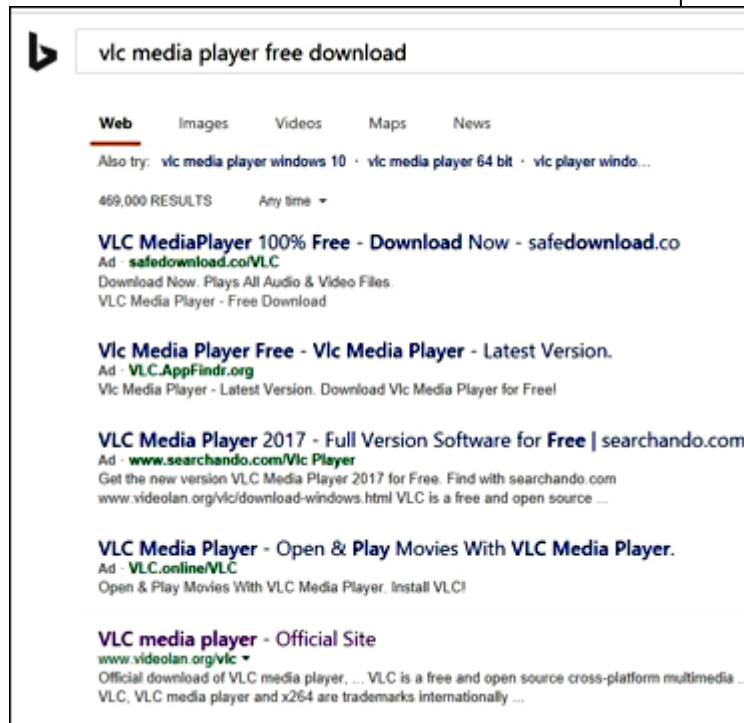 vlc media player free download
Web Images Videos Maps News
Also try: vlc media player windows 10 · vlc media player 64 bit · vlc player windo...
469,000 RESULTS Any time
VLC MediaPlayer 100% Free - Download Now - safedownload.co
Ad · safedownload.co/VLC
Download Now. Plays All Audio & Video Files.
VLC Media Player - Free Download
Vlc Media Player Free - Vlc Media Player - Latest Version.
Ad · VLC.AppFindr.org
Vlc Media Player - Latest Version. Download Vlc Media Player for Free!
VLC Media Player 2017 - Full Version Software for Free | searchando.com
Ad · www.searchando.com/Vlc Player
Get the new version VLC Media Player 2017 for Free. Find with searchando.com
www.videolan.org/vlc/download-windows.html VLC is a free and open source ...
VLC Media Player - Open & Play Movies With VLC Media Player.
Ad · VLC.online/VLC
Open & Play Movies With VLC Media Player. Install VLC!
VLC media player - Official Site
www.videolan.org/vlc
Official download of VLC media player, ... VLC is a free and open source cross-platform multimedia ...
VLC, VLC media player and x264 are trademarks internationally ...